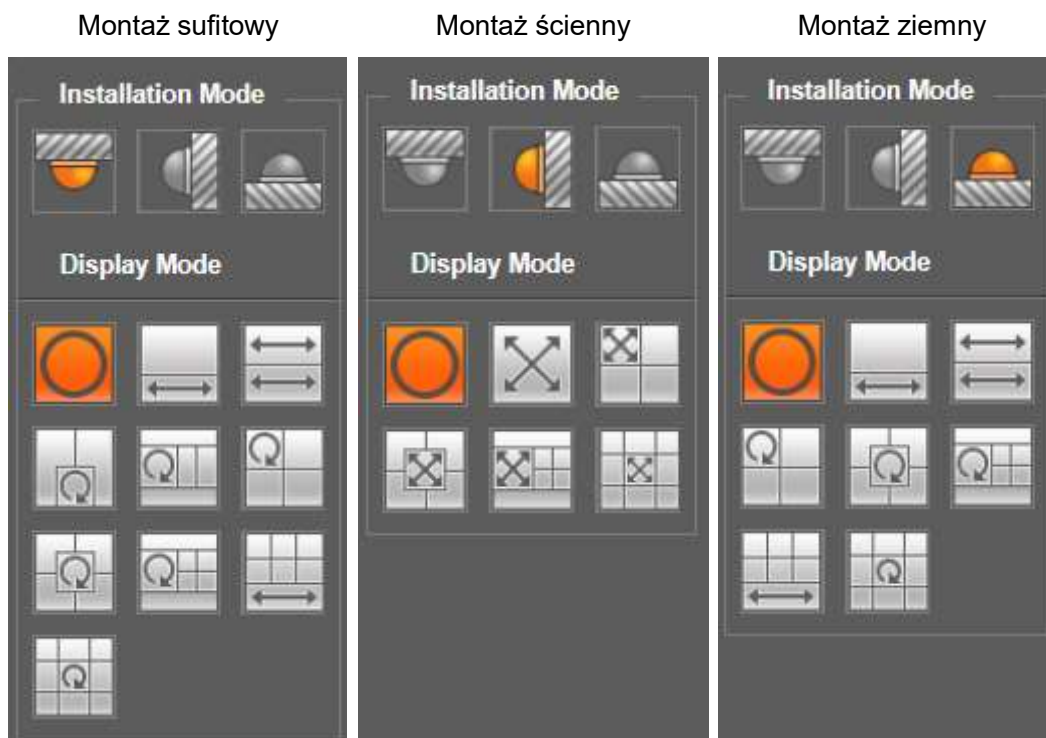 Montaż sufitowy
Montaż ścienny
Montaż ziemny
Installation Mode
Installation Mode
Installation Mode
Display Mode
Display Mode
Display Mode